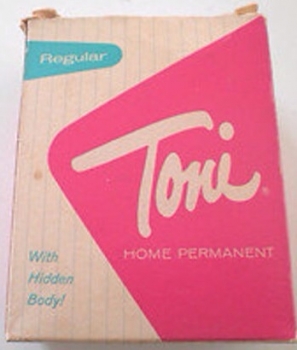 Regular
Toni®
HOME PERMANENT
With
Hidden
Body!